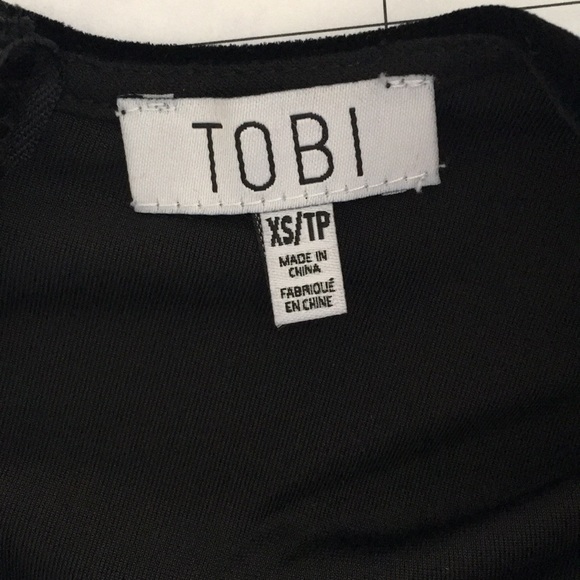 TOBI
XS/TP
MADE IN
CHINA
FABRIQUÉ
EN CHINE